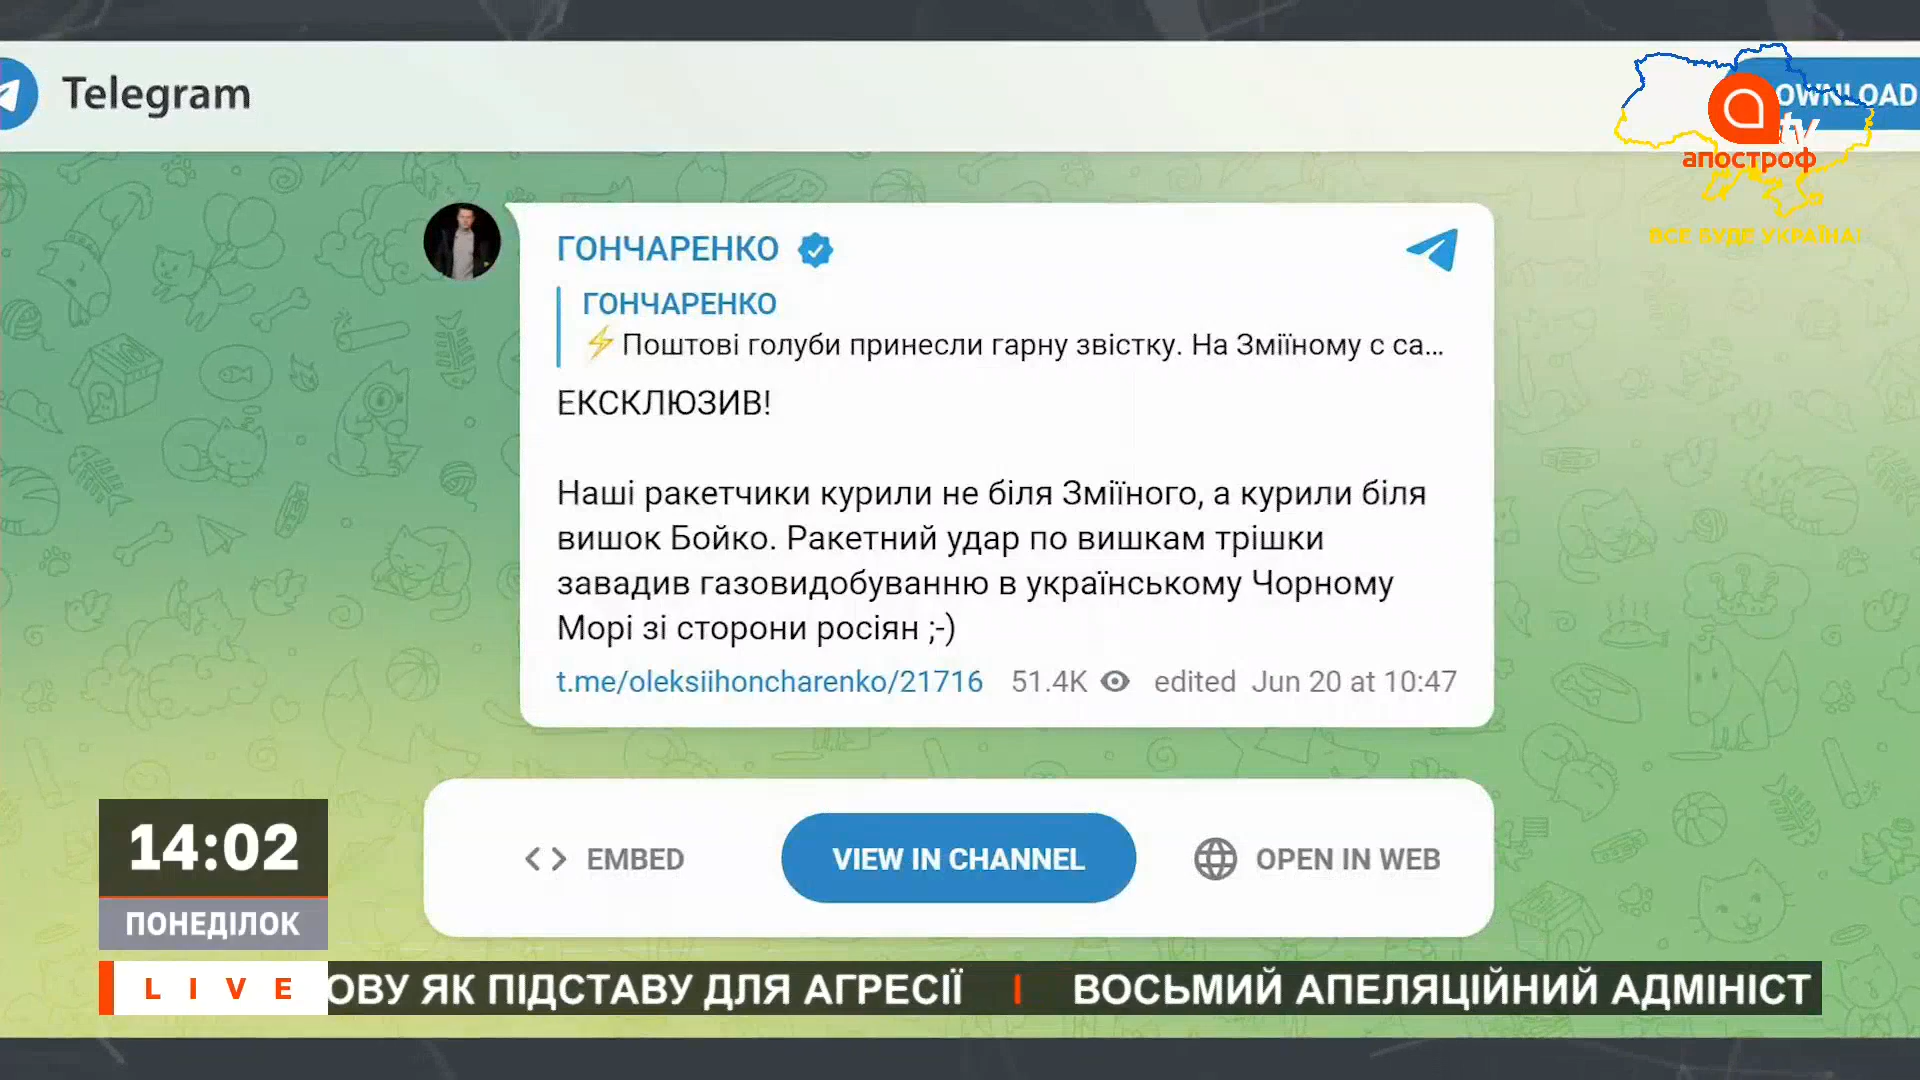 Telegram
OWNLOAD
tv
апостроф
ВСЕ БУДЕ УКРАЇНА!
ГОНЧАРЕНКО
ГОНЧАРЕНКО
⚡Поштові голуби принесли гарну звістку. На Зміїному с са...
ЕКСКЛЮЗИВ!
Наші ракетчики курили не біля Зміїного, а курили біля
вишок Бойко. Ракетний удар по вишкам трішки
завадив газовидобуванню в українському Чорному
Морі зі сторони росіян ;-)
t.me/oleksiihoncharenko/21716 51.4K edited Jun 20 at 10:47
EMBED
VIEW IN CHANNEL
OPEN IN WEB
14:02
ПОНЕДІЛОК
LIVE
ОВУ ЯК ПІДСТАВУ ДЛЯ АГРЕСІЇ | ВОСЬМИЙ АПЕЛЯЦІЙНИЙ АДМІНІСТ